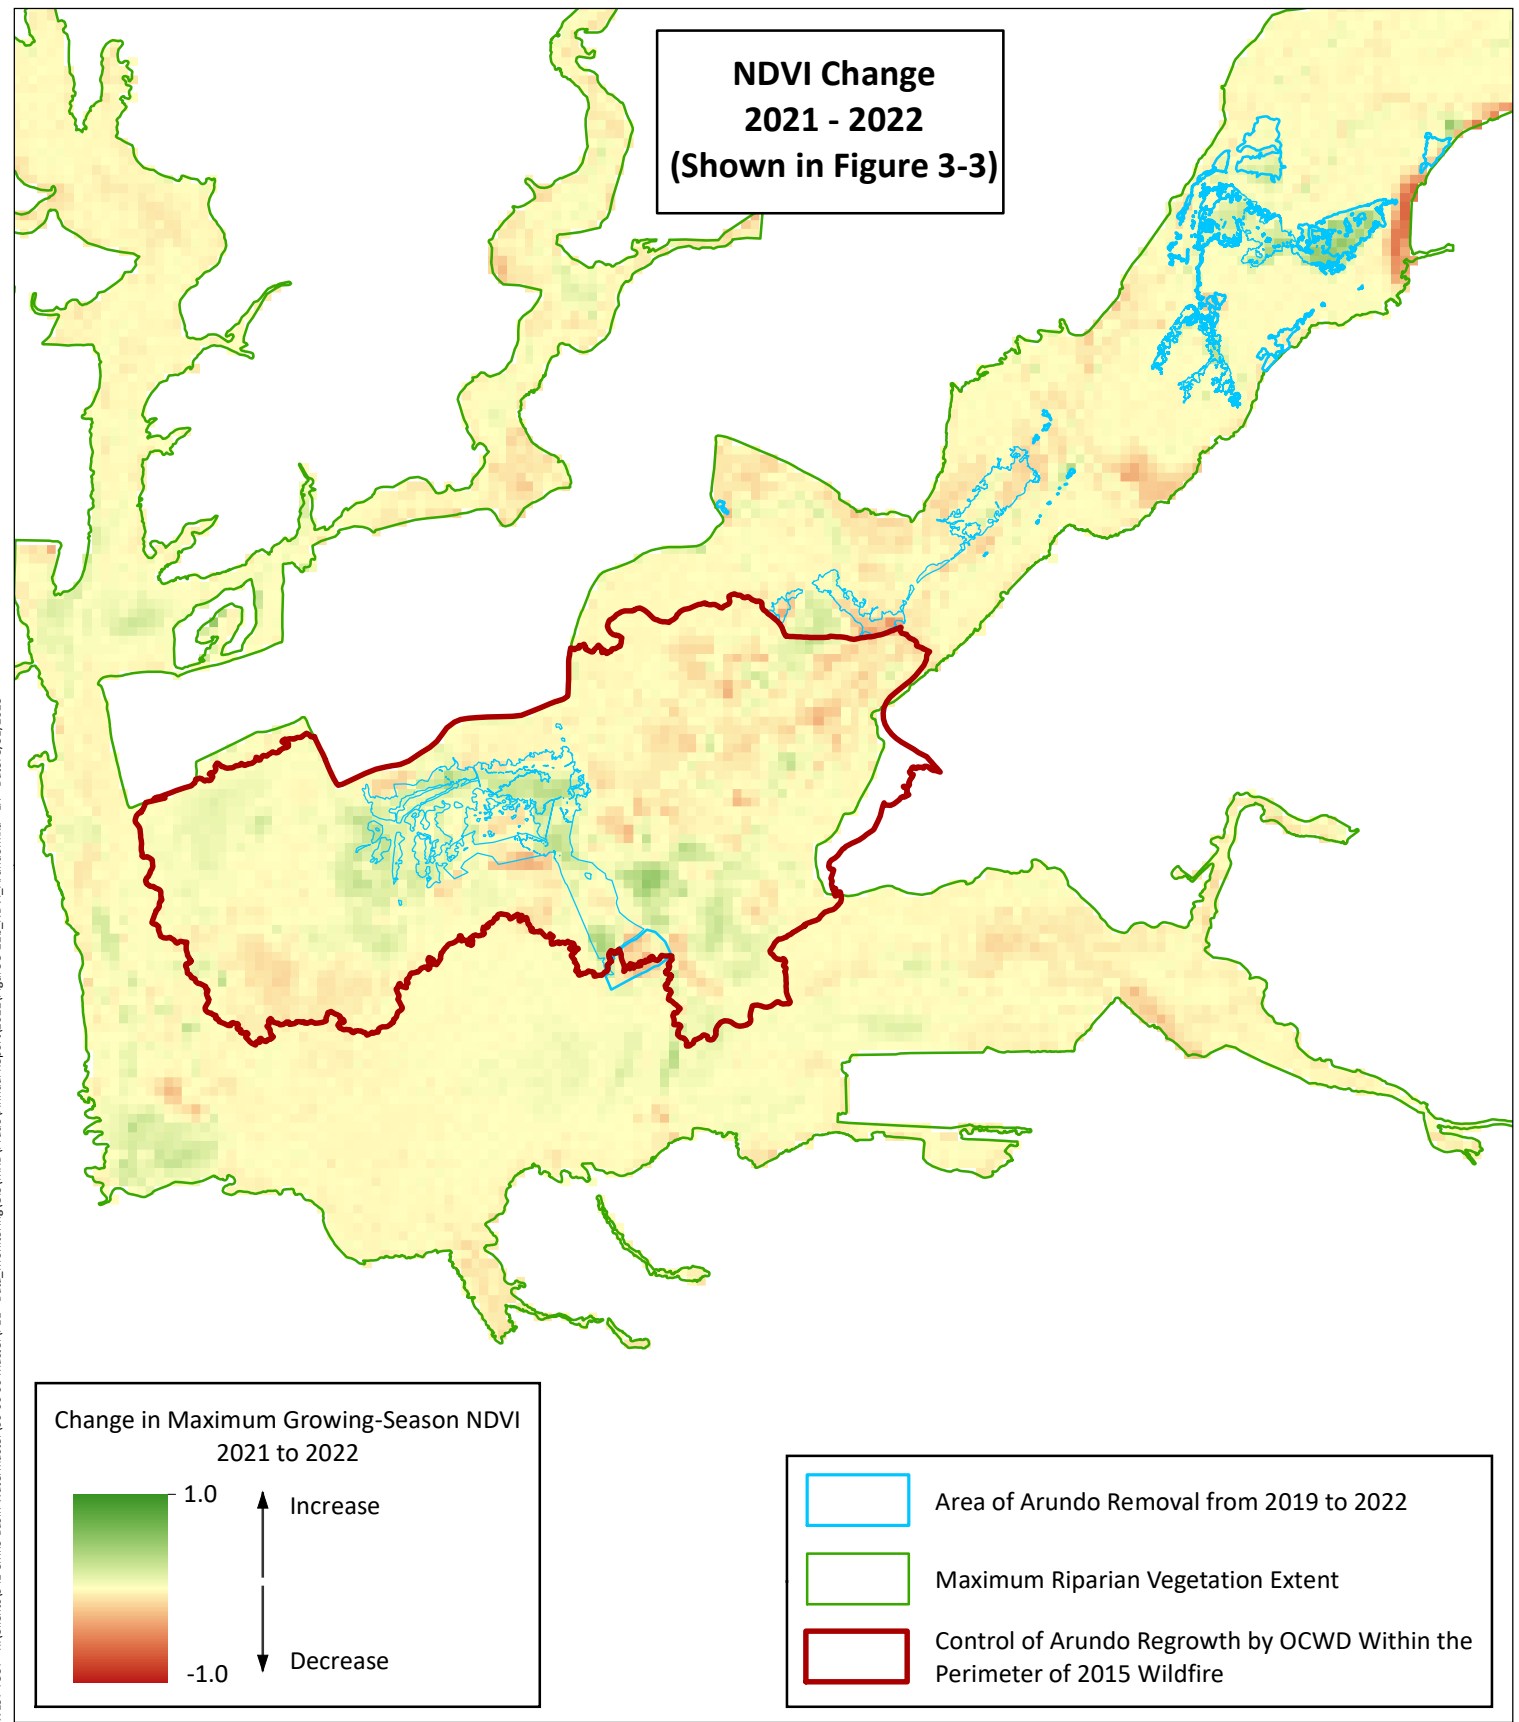 NDVI Change
2021 - 2022
(Shown in Figure 3-3)
Change in Maximum Growing-Season NDVI
2021 to 2022
1.0
Increase
-1.0
Decrease
Area of Arundo Removal from 2019 to 2022
Maximum Riparian Vegetation Extent
Control of Arundo Regrowth by OCWD Within the
Perimeter of 2015 Wildfire